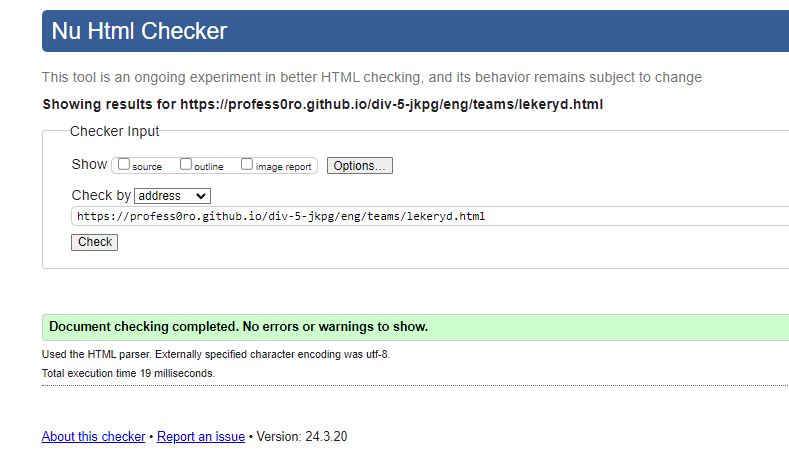 Nu Html Checker
This tool is an ongoing experiment in better HTML checking, and its behavior remains subject to change
Showing results for https://profess0ro.github.io/div-5-jkpg/eng/teams/lekeryd.html
Checker Input
Show source outline image report Options...
Check by address
https://profess0ro.github.io/div-5-jkpg/eng/teams/lekeryd.html
Check
Document checking completed. No errors or warnings to show.
Used the HTML parser. Externally specified character encoding was utf-8.
Total execution time 19 milliseconds.
About this checker • Report an issue • Version: 24.3.20